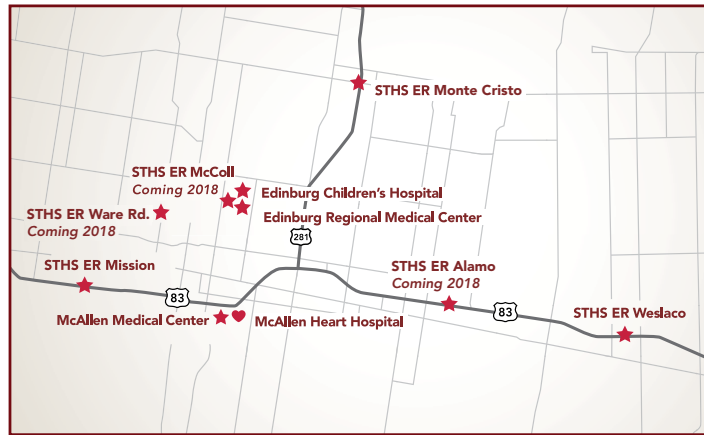 STHS ER Monte Cristo
STHS ER McColl
Coming 2018
Edinburg Children's Hospital
STHS ER Ware Rd.
Coming 2018
Edinburg Regional Medical Center
281
STHS ER Mission
STHS ER Alamo
Coming 2018
83
83
STHS ER Weslaco
McAllen Medical Center
McAllen Heart Hospital